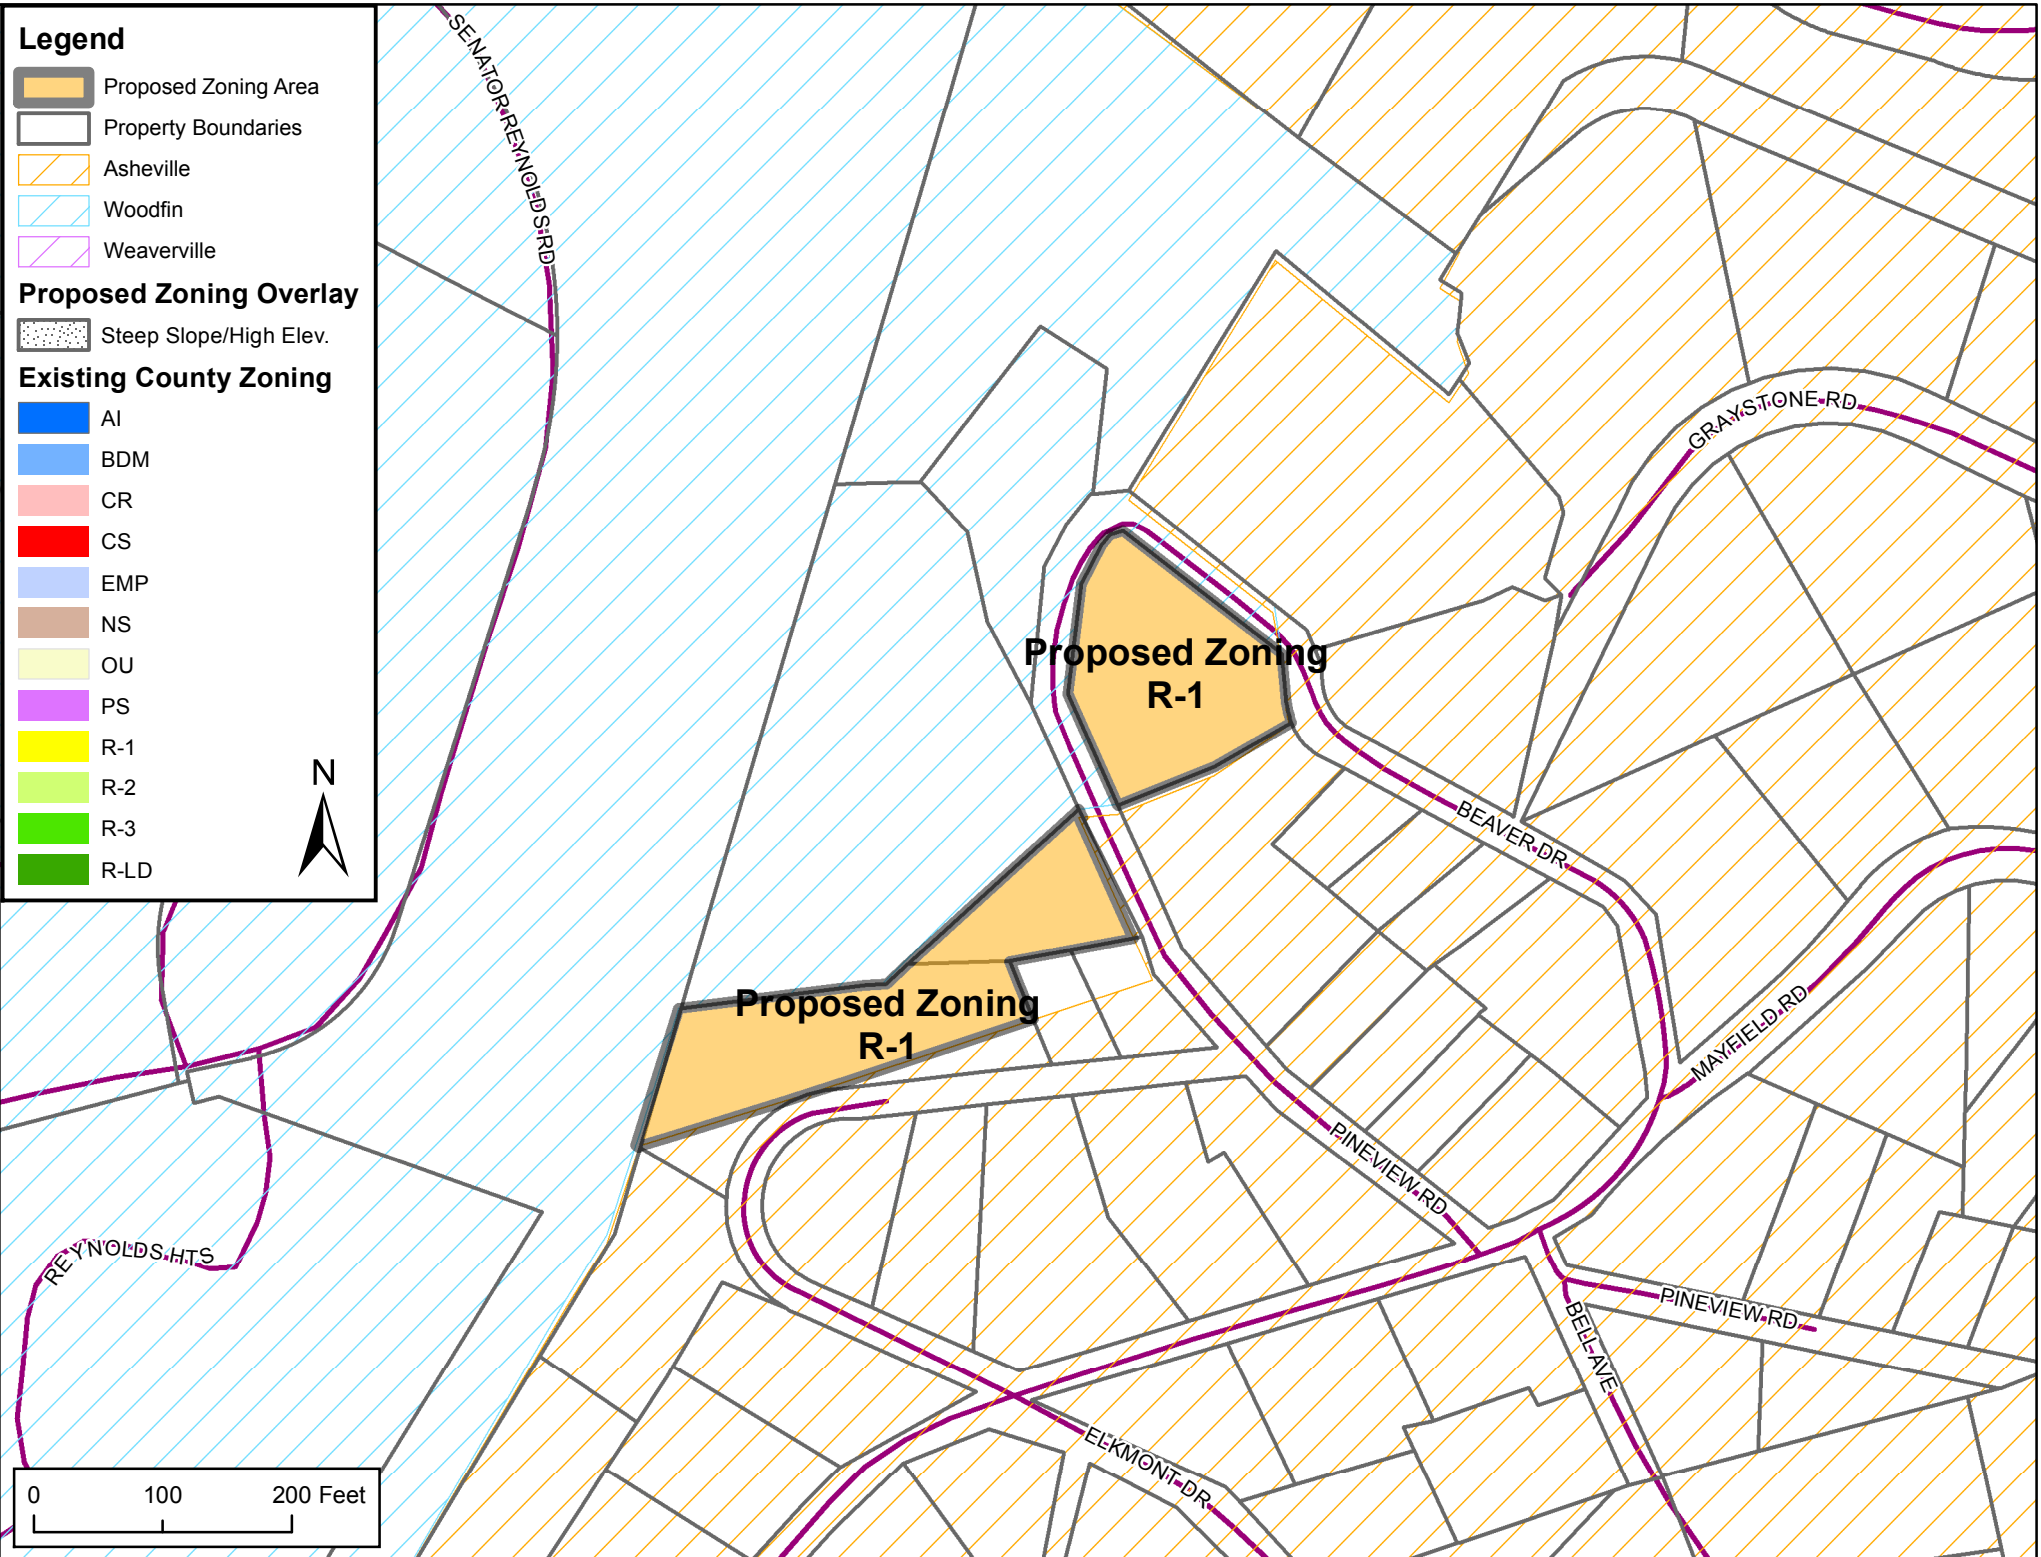 Legend
Proposed Zoning Area
Property Boundaries
Asheville
Woodfin
Weaverville
Proposed Zoning Overlay
Steep Slope/High Elev.
Existing County Zoning
AI
BDM
CR
CS
EMP
NS
OU
PS
R-1
R-2
R-3
R-LD
N
SENATOR REYNOLDS RD
GRAYSTONE RD
Proposed Zoning
R-1
BEAVER DR
Proposed Zoning
R-1
MAYFIELD RD
PINEVIEW RD
REYNOLDS HTS
PINEVIEW RD
BELL AVE
ELKMONT DR
0 100 200 Feet